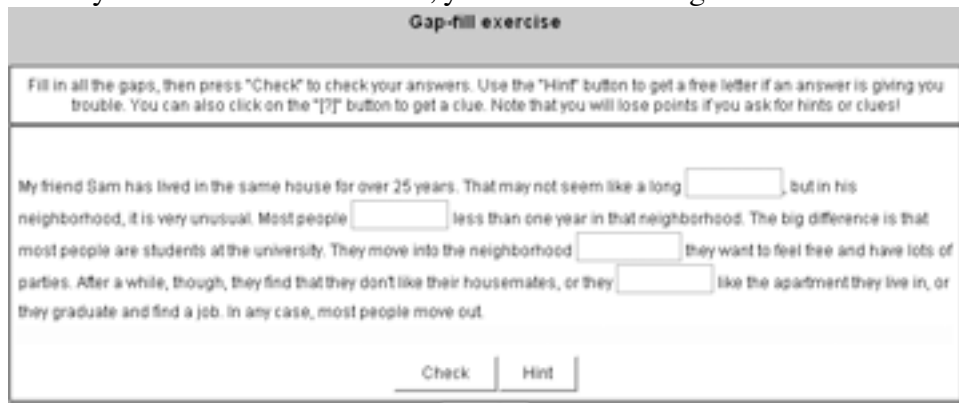 Gap-fill exercise
Fill in all the gaps, then press "Check" to check your answers. Use the "Hint" button to get a free letter if an answer is giving you
trouble. You can also click on the "[?]" button to get a clue. Note that you will lose points if you ask for hints or clues!
My friend Sam has lived in the same house for over 25 years. That may not seem like a long , but in his
neighborhood, it is very unusual. Most people less than one year in that neighborhood. The big difference is that
most people are students at the university. They move into the neighborhood they want to feel free and have lots of
parties. After a while, though, they find that they don't like their housemates, or they like the apartment they live in, or
they graduate and find a job. In any case, most people move out.
Check Hint